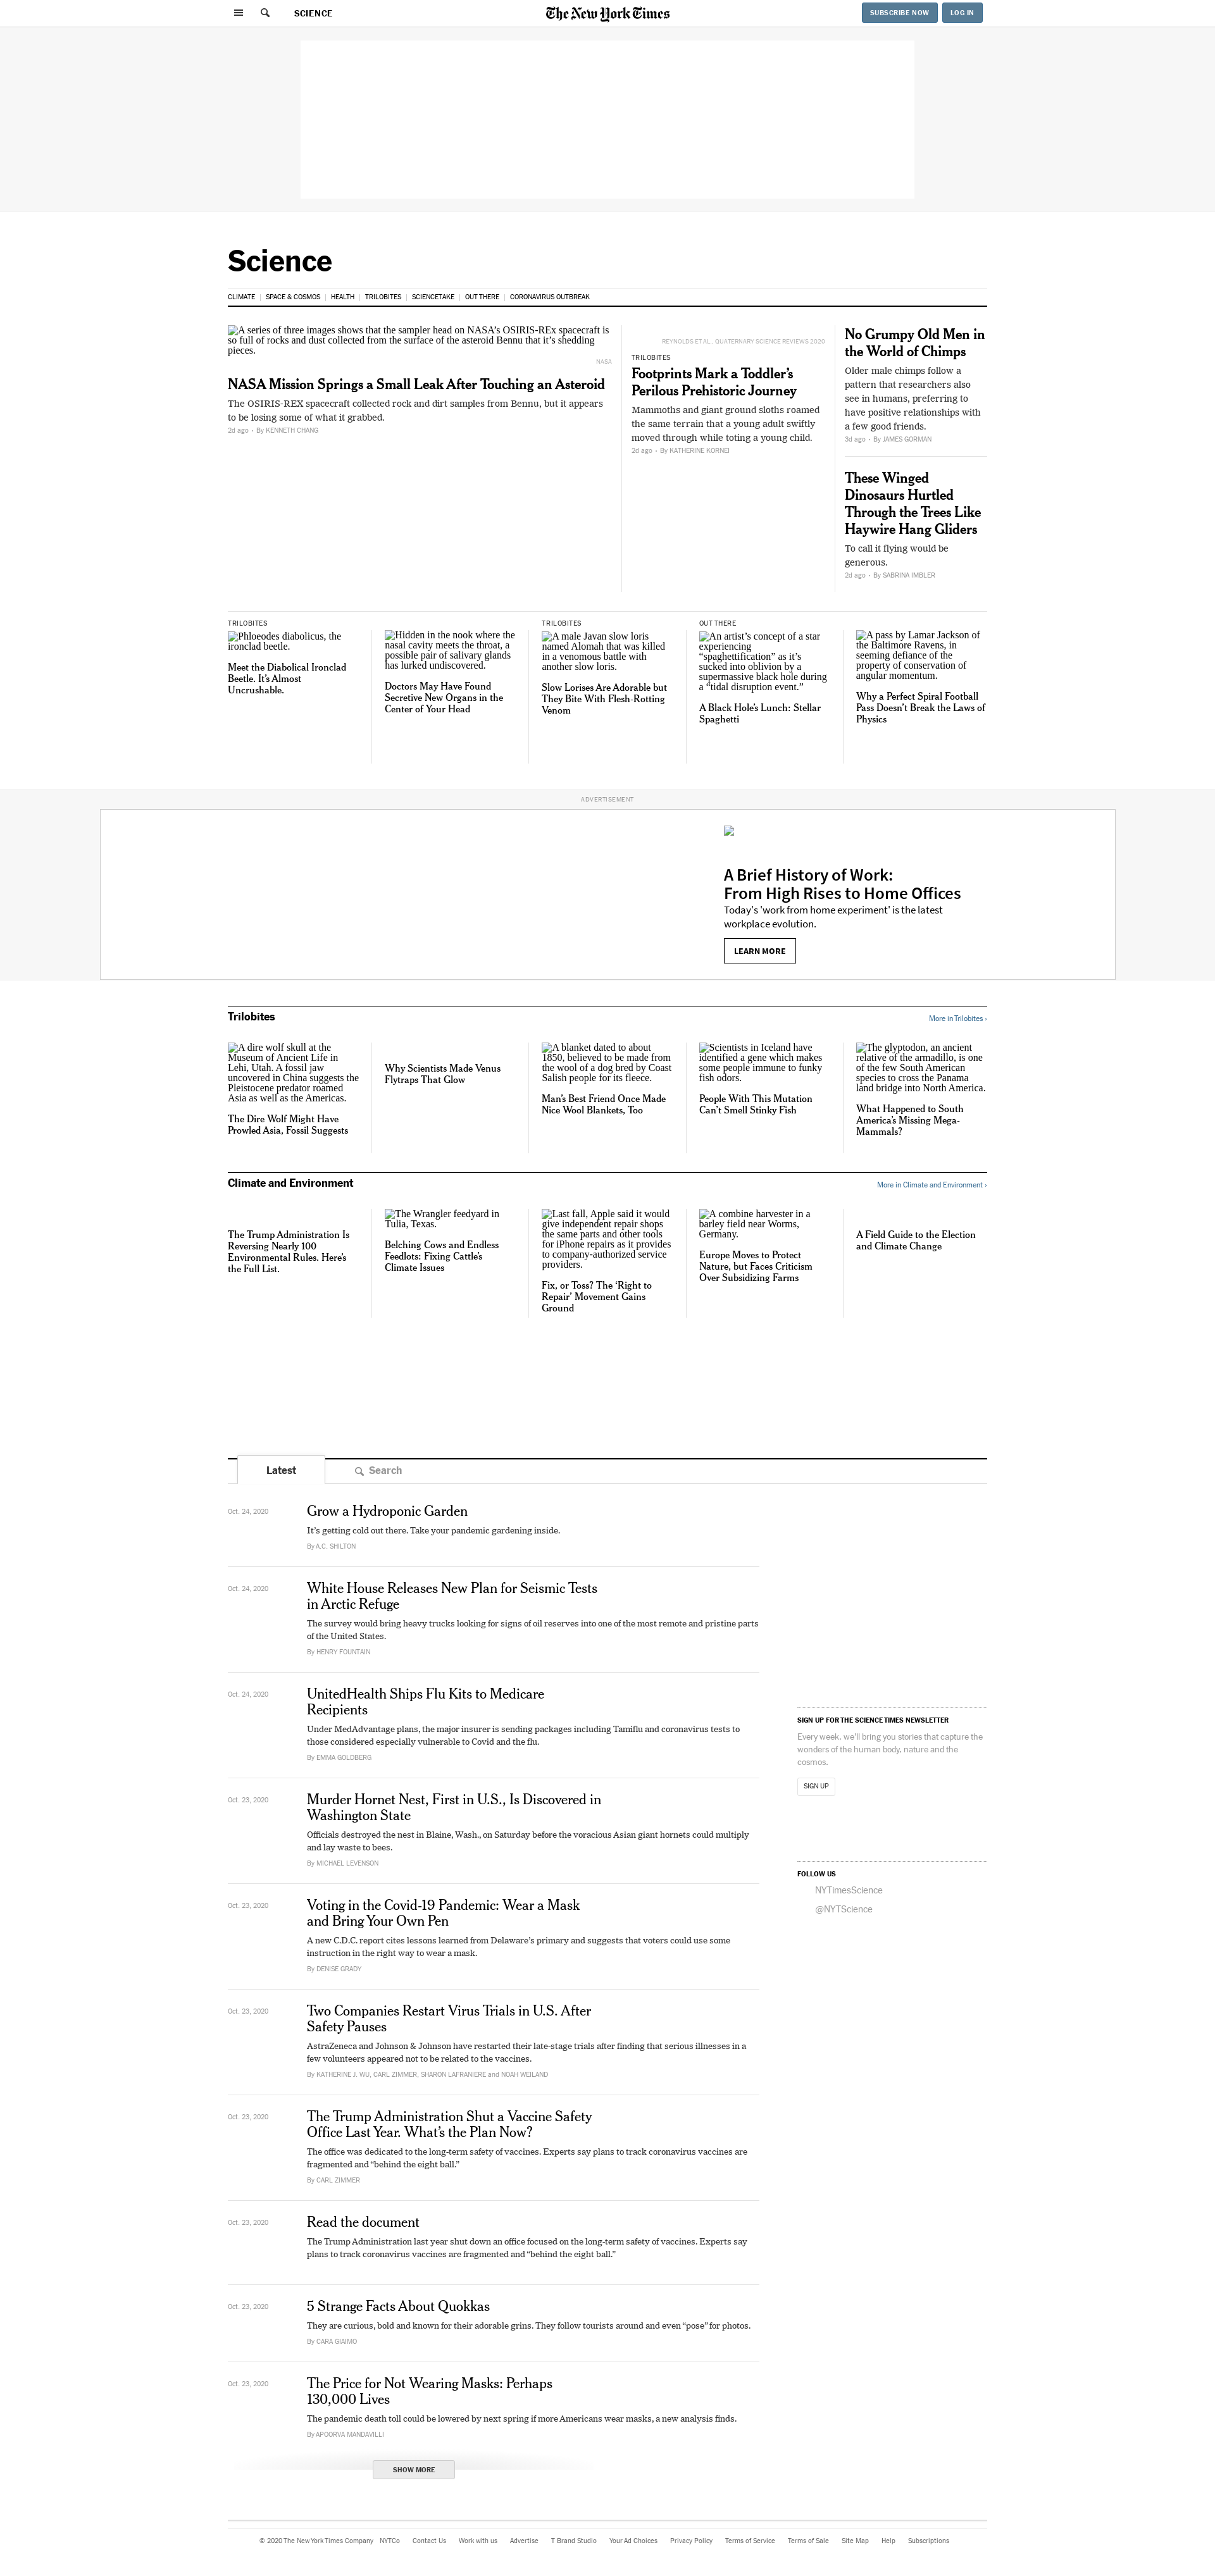 SCIENCE
The New York Times
SUBSCRIBE NOW
LOG IN
Science
CLIMATE
SPACE & COSMOS
HEALTH
TRILOBITES
SCIENCETAKE
OUT THERE
CORONAVIRUS OUTBREAK
A series of three images shows that the sampler head on NASA's OSIRIS-REx spacecraft is
so full of rocks and dust collected from the surface of the asteroid Bennu that it's shedding
pieces.
NASA
NASA Mission Springs a Small Leak After Touching an Asteroid
The OSIRIS-REX spacecraft collected rock and dirt samples from Bennu, but it appears
to be losing some of what it grabbed.
2d ago · By KENNETH CHANG
REYNOLDS ET AL., QUATERNARY SCIENCE REVIEWS 2020
TRILOBITES
Footprints Mark a Toddler's
Perilous Prehistoric Journey
Mammoths and giant ground sloths roamed
the same terrain that a young adult swiftly
moved through while toting a young child.
2d ago · By KATHERINE KORNEI
No Grumpy Old Men in
the World of Chimps
Older male chimps follow a
pattern that researchers also
see in humans, preferring to
have positive relationships with
a few good friends.
3d ago · By JAMES GORMAN
These Winged
Dinosaurs Hurtled
Through the Trees Like
Haywire Hang Gliders
To call it flying would be
generous.
2d ago · By SABRINA IMBLER
TRILOBITES
Phloeodes diabolicus, the
ironclad beetle.
Meet the Diabolical Ironclad
Beetle. It's Almost
Uncrushable.
Hidden in the nook where the
nasal cavity meets the throat, a
possible pair of salivary glands
has lurked undiscovered.
Doctors May Have Found
Secretive New Organs in the
Center of Your Head
TRILOBITES
A male Javan slow loris
named Alomah that was killed
in a venomous battle with
another slow loris.
Slow Lorises Are Adorable but
They Bite With Flesh-Rotting
Venom
OUT THERE
An artist's concept of a star
experiencing
“spaghettification” as it's
sucked into oblivion by a
supermassive black hole during
a “tidal disruption event.”
A Black Hole's Lunch: Stellar
Spaghetti
A pass by Lamar Jackson of
the Baltimore Ravens, in
seeming defiance of the
property of conservation of
angular momentum.
Why a Perfect Spiral Football
Pass Doesn't Break the Laws of
Physics
ADVERTISEMENT
A Brief History of Work:
From High Rises to Home Offices
Today's 'work from home experiment' is the latest
workplace evolution.
LEARN MORE
Trilobites
More in Trilobites ›
A dire wolf skull at the
Museum of Ancient Life in
Lehi, Utah. A fossil jaw
uncovered in China suggests the
Pleistocene predator roamed
Asia as well as the Americas.
The Dire Wolf Might Have
Prowled Asia, Fossil Suggests
Why Scientists Made Venus
Flytraps That Glow
A blanket dated to about
1850, believed to be made from
the wool of a dog bred by Coast
Salish people for its fleece.
Man's Best Friend Once Made
Nice Wool Blankets, Too
Scientists in Iceland have
identified a gene which makes
some people immune to funky
fish odors.
People With This Mutation
Can't Smell Stinky Fish
The glyptodon, an ancient
relative of the armadillo, is one
of the few South American
species to cross the Panama
land bridge into North America.
What Happened to South
America's Missing Mega-
Mammals?
Climate and Environment
More in Climate and Environment ›
The Trump Administration Is
Reversing Nearly 100
Environmental Rules. Here's
the Full List.
The Wrangler feedyard in
Tulia, Texas.
Belching Cows and Endless
Feedlots: Fixing Cattle's
Climate Issues
Last fall, Apple said it would
give independent repair shops
the same parts and other tools
for iPhone repairs as it provides
to company-authorized service
providers.
Fix, or Toss? The ‘Right to
Repair’ Movement Gains
Ground
A combine harvester in a
barley field near Worms,
Germany.
Europe Moves to Protect
Nature, but Faces Criticism
Over Subsidizing Farms
A Field Guide to the Election
and Climate Change
Latest
Search
Oct. 24, 2020
Grow a Hydroponic Garden
It's getting cold out there. Take your pandemic gardening inside.
By A.C. SHILTON
Oct. 24, 2020
White House Releases New Plan for Seismic Tests
in Arctic Refuge
The survey would bring heavy trucks looking for signs of oil reserves into one of the most remote and pristine parts
of the United States.
By HENRY FOUNTAIN
Oct. 24, 2020
UnitedHealth Ships Flu Kits to Medicare
Recipients
Under MedAdvantage plans, the major insurer is sending packages including Tamiflu and coronavirus tests to
those considered especially vulnerable to Covid and the flu.
By EMMA GOLDBERG
Oct. 23, 2020
Murder Hornet Nest, First in U.S., Is Discovered in
Washington State
Officials destroyed the nest in Blaine, Wash., on Saturday before the voracious Asian giant hornets could multiply
and lay waste to bees.
By MICHAEL LEVENSON
Oct. 23, 2020
Voting in the Covid-19 Pandemic: Wear a Mask
and Bring Your Own Pen
A new C.D.C. report cites lessons learned from Delaware's primary and suggests that voters could use some
instruction in the right way to wear a mask.
By DENISE GRADY
Oct. 23, 2020
Two Companies Restart Virus Trials in U.S. After
Safety Pauses
AstraZeneca and Johnson & Johnson have restarted their late-stage trials after finding that serious illnesses in a
few volunteers appeared not to be related to the vaccines.
By KATHERINE J. WU, CARL ZIMMER, SHARON LAFRANIERE and NOAH WEILAND
Oct. 23, 2020
The Trump Administration Shut a Vaccine Safety
Office Last Year. What's the Plan Now?
The office was dedicated to the long-term safety of vaccines. Experts say plans to track coronavirus vaccines are
fragmented and “behind the eight ball.”
By CARL ZIMMER
Oct. 23, 2020
Read the document
The Trump Administration last year shut down an office focused on the long-term safety of vaccines. Experts say
plans to track coronavirus vaccines are fragmented and “behind the eight ball.”
Oct. 23, 2020
5 Strange Facts About Quokkas
They are curious, bold and known for their adorable grins. They follow tourists around and even “pose” for photos.
By CARA GIAIMO
Oct. 23, 2020
The Price for Not Wearing Masks: Perhaps
130,000 Lives
The pandemic death toll could be lowered by next spring if more Americans wear masks, a new analysis finds.
By APOORVA MANDAVILLI
SHOW MORE
SIGN UP FOR THE SCIENCE TIMES NEWSLETTER
Every week, we'll bring you stories that capture the
wonders of the human body, nature and the
cosmos.
SIGN UP
FOLLOW US
NYTimesScience
@NYTScience
© 2020 The New York Times Company
NYTCo
Contact Us
Work with us
Advertise
T Brand Studio
Your Ad Choices
Privacy Policy
Terms of Service
Terms of Sale
Site Map
Help
Subscriptions